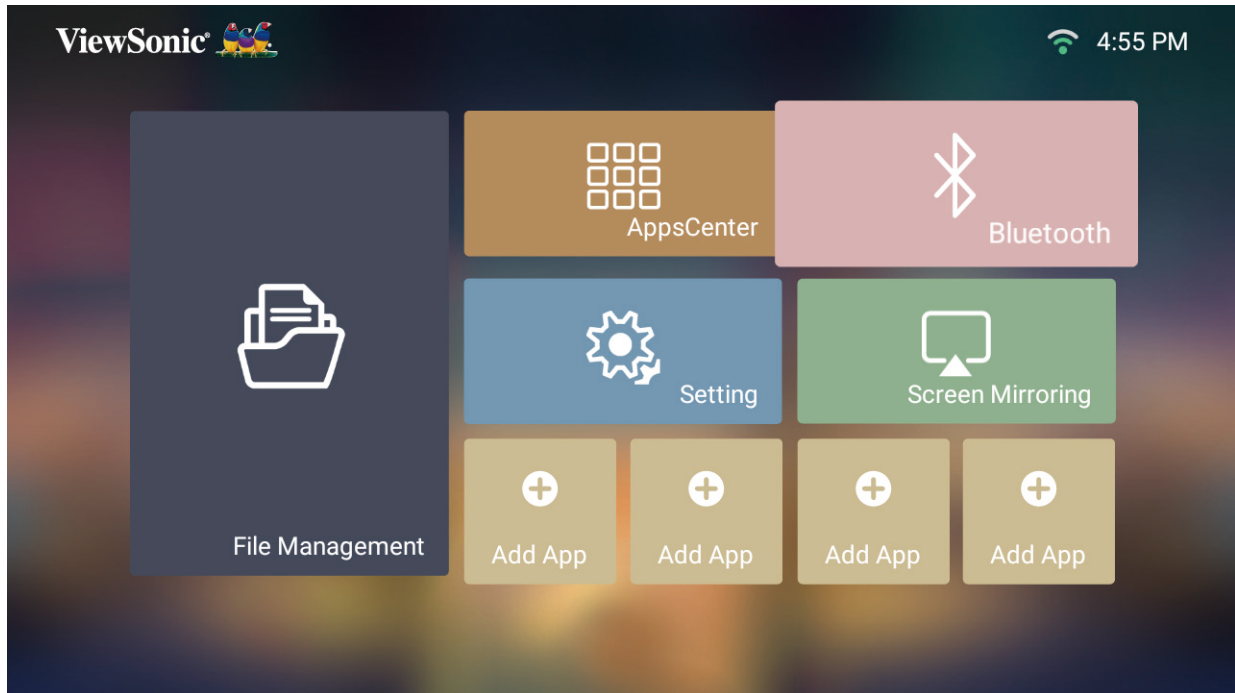 ViewSonic®
4:55 PM
AppsCenter
Bluetooth
Setting
Screen Mirroring
File Management
Add App
Add App
Add App
Add App